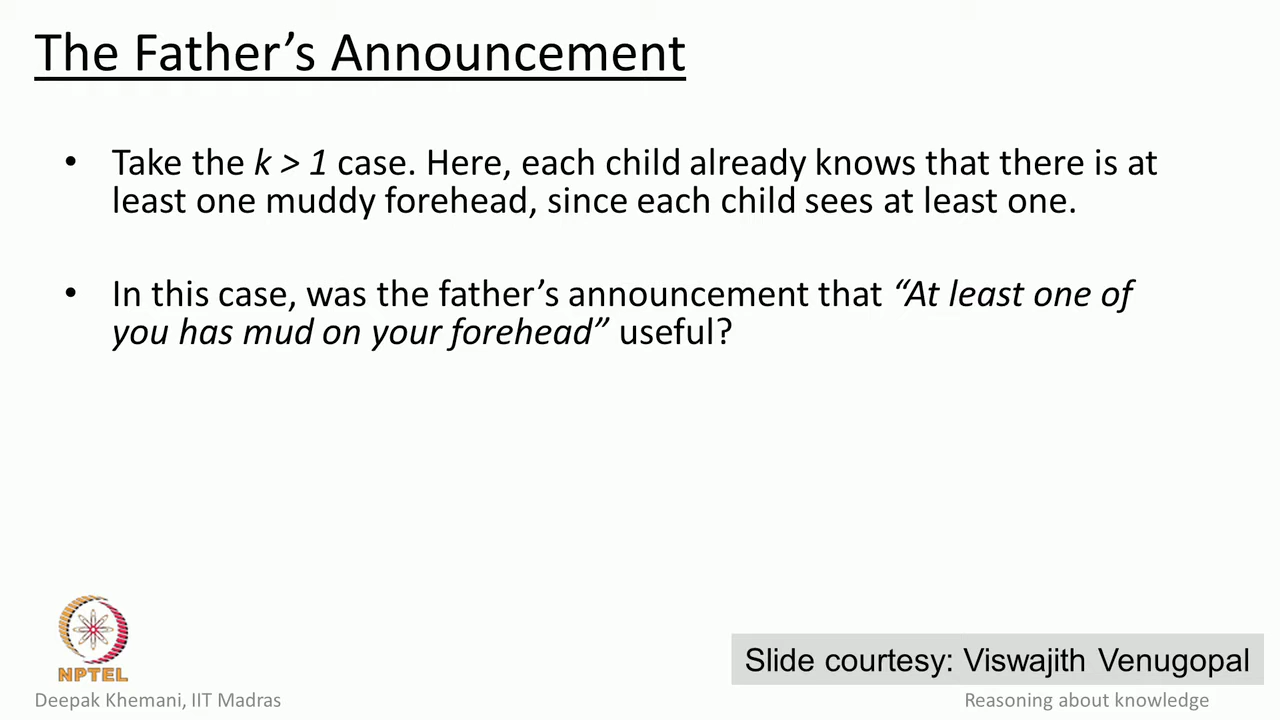 The Father’s Announcement
• Take the k > 1 case. Here, each child already knows that there is at
least one muddy forehead, since each child sees at least one.
• In this case, was the father’s announcement that “At least one of
you has mud on your forehead” useful?
NPTEL
Slide courtesy: Viswajith Venugopal
Deepak Khemani, IIT Madras
Reasoning about knowledge